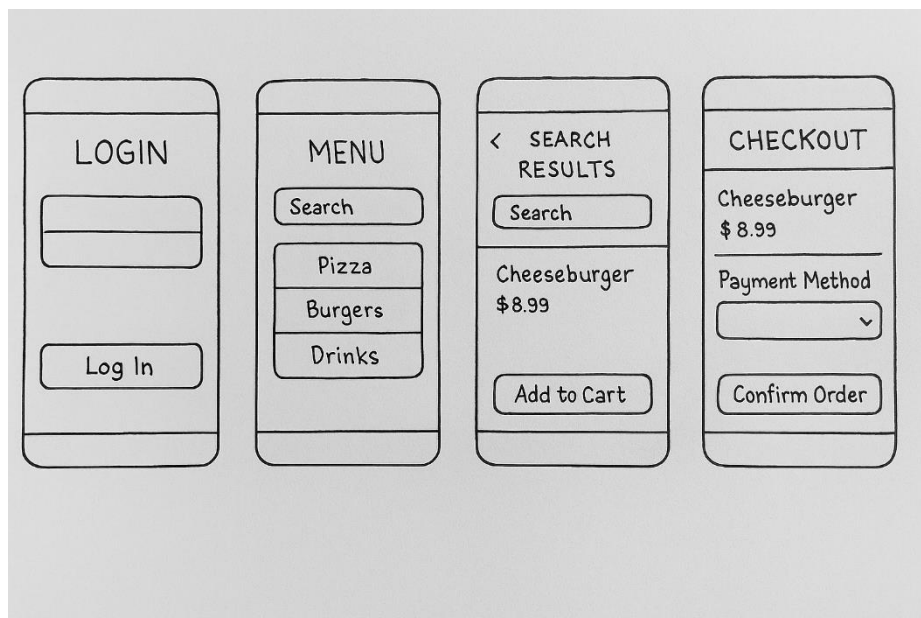 LOGIN
Log In
MENU
Search
Pizza
Burgers
Drinks
< SEARCH
RESULTS
Search
Cheeseburger
$8.99
Add to Cart
CHECKOUT
Cheeseburger
$8.99
Payment Method
Confirm Order